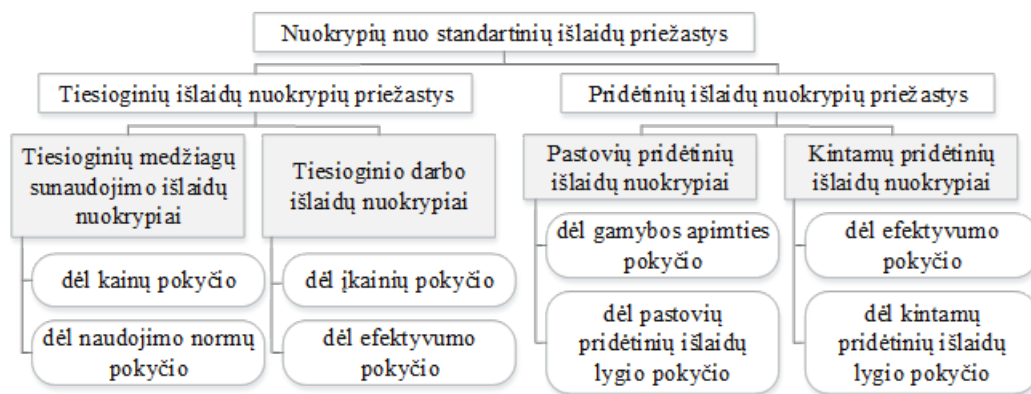 Nuokrypių nuo standartinių išlaidų priežastys
Tiesioginių išlaidų nuokrypių priežastys
Pridėtinių išlaidų nuokrypių priežastys
Tiesioginių medžiagų
sunaudojimo išlaidų
nuokrypiai
Tiesioginio darbo
išlaidų nuokrypiai
Pastovių pridėtinių
išlaidų nuokrypiai
Kintamų pridėtinių
išlaidų nuokrypiai
dėl kainų pokyčio
dėl naudojimo normų
pokyčio
dėl įkainių pokyčio
dėl efektyvumo
pokyčio
dėl gamybos apimties
pokyčio
dėl pastovių
pridėtinių išlaidų
lygio pokyčio
dėl efektyvumo
pokyčio
dėl kintamų
pridėtinių išlaidų
lygio pokyčio